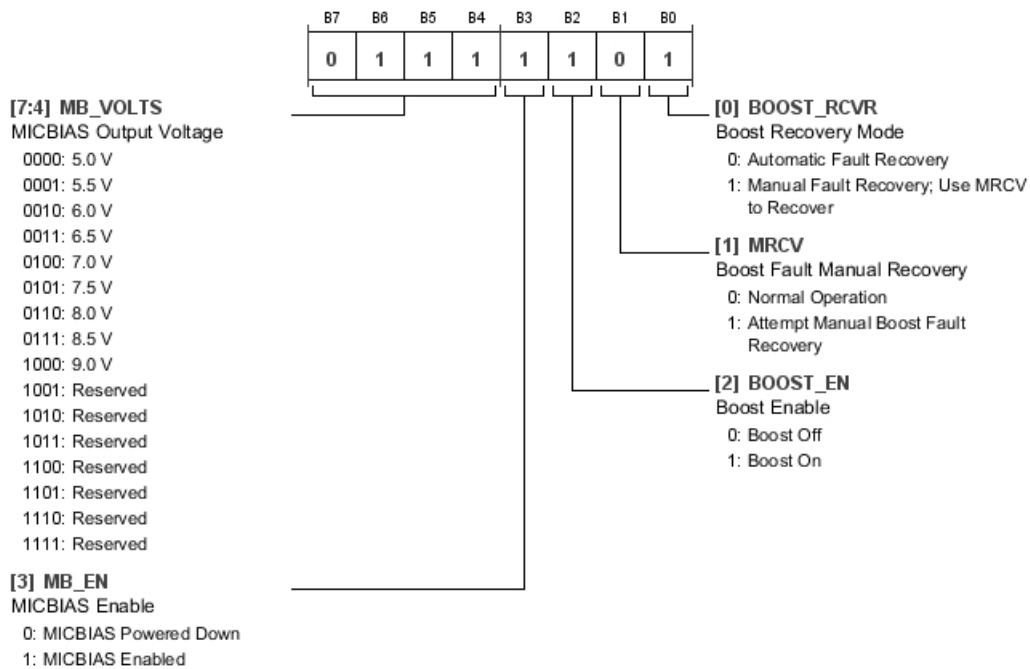 B7 B6 B5 B4 B3 B2 B1 B0
0 1 1 1 1 1 0 1
[7:4] MB_VOLTS
MICBIAS Output Voltage
0000: 5.0 V
0001: 5.5 V
0010: 6.0 V
0011: 6.5 V
0100: 7.0 V
0101: 7.5 V
0110: 8.0 V
0111: 8.5 V
1000: 9.0 V
1001: Reserved
1010: Reserved
1011: Reserved
1100: Reserved
1101: Reserved
1110: Reserved
1111: Reserved
[3] MB_EN
MICBIAS Enable
0: MICBIAS Powered Down
1: MICBIAS Enabled
[0] BOOST_RCVR
Boost Recovery Mode
0: Automatic Fault Recovery
1: Manual Fault Recovery; Use MRCV
to Recover
[1] MRCV
Boost Fault Manual Recovery
0: Normal Operation
1: Attempt Manual Boost Fault
Recovery
[2] BOOST_EN
Boost Enable
0: Boost Off
1: Boost On